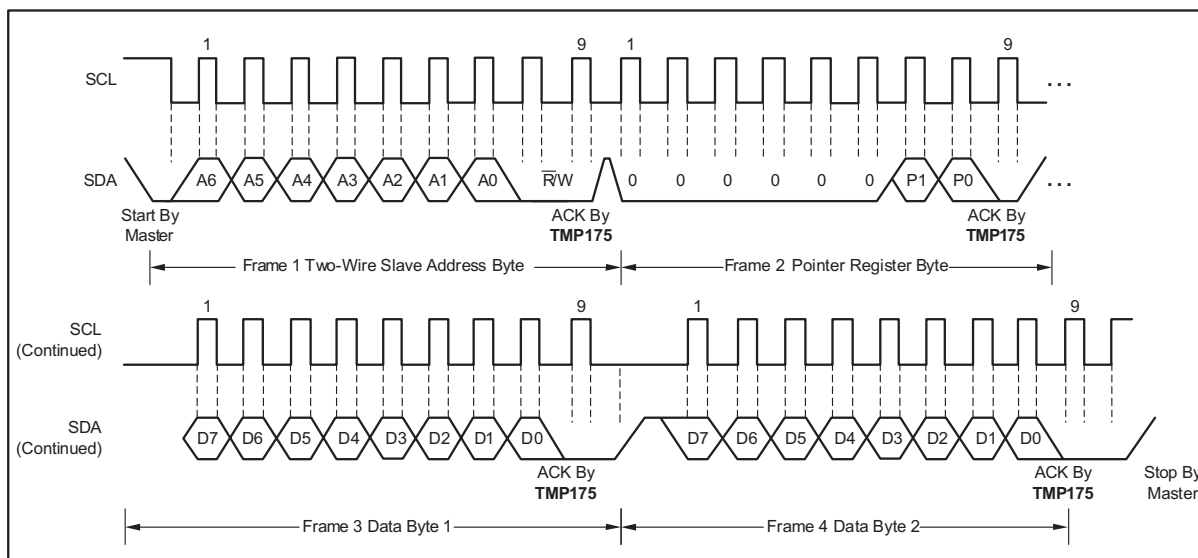 1 9 1 9
SCL ...
SDA A6 A5 A4 A3 A2 A1 A0 R̅/W 0 0 0 0 0 0 P1 P0 ...
Start By Master
ACK By TMP175
ACK By TMP175
Frame 1 Two-Wire Slave Address Byte
Frame 2 Pointer Register Byte
1 9 1 9
SCL
(Continued)
SDA
(Continued)
D7 D6 D5 D4 D3 D2 D1 D0 D7 D6 D5 D4 D3 D2 D1 D0
ACK By TMP175
ACK By TMP175
Stop By Master
Frame 3 Data Byte 1
Frame 4 Data Byte 2